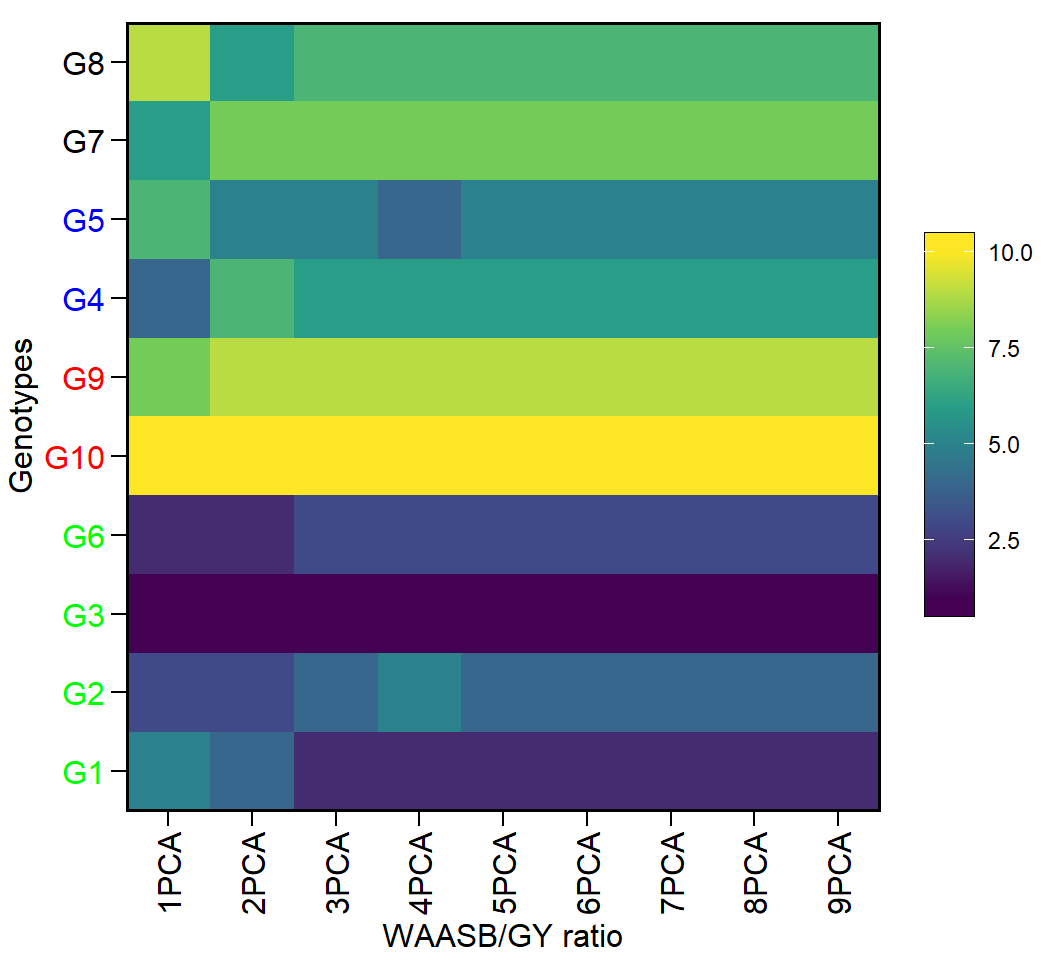 G8
G7
G5
G4
G9
G10
G6
G3
G2
G1
Genotypes
1PCA
2PCA
3PCA
4PCA
5PCA
6PCA
7PCA
8PCA
9PCA
WAASB/GY ratio
10.0
7.5
5.0
2.5